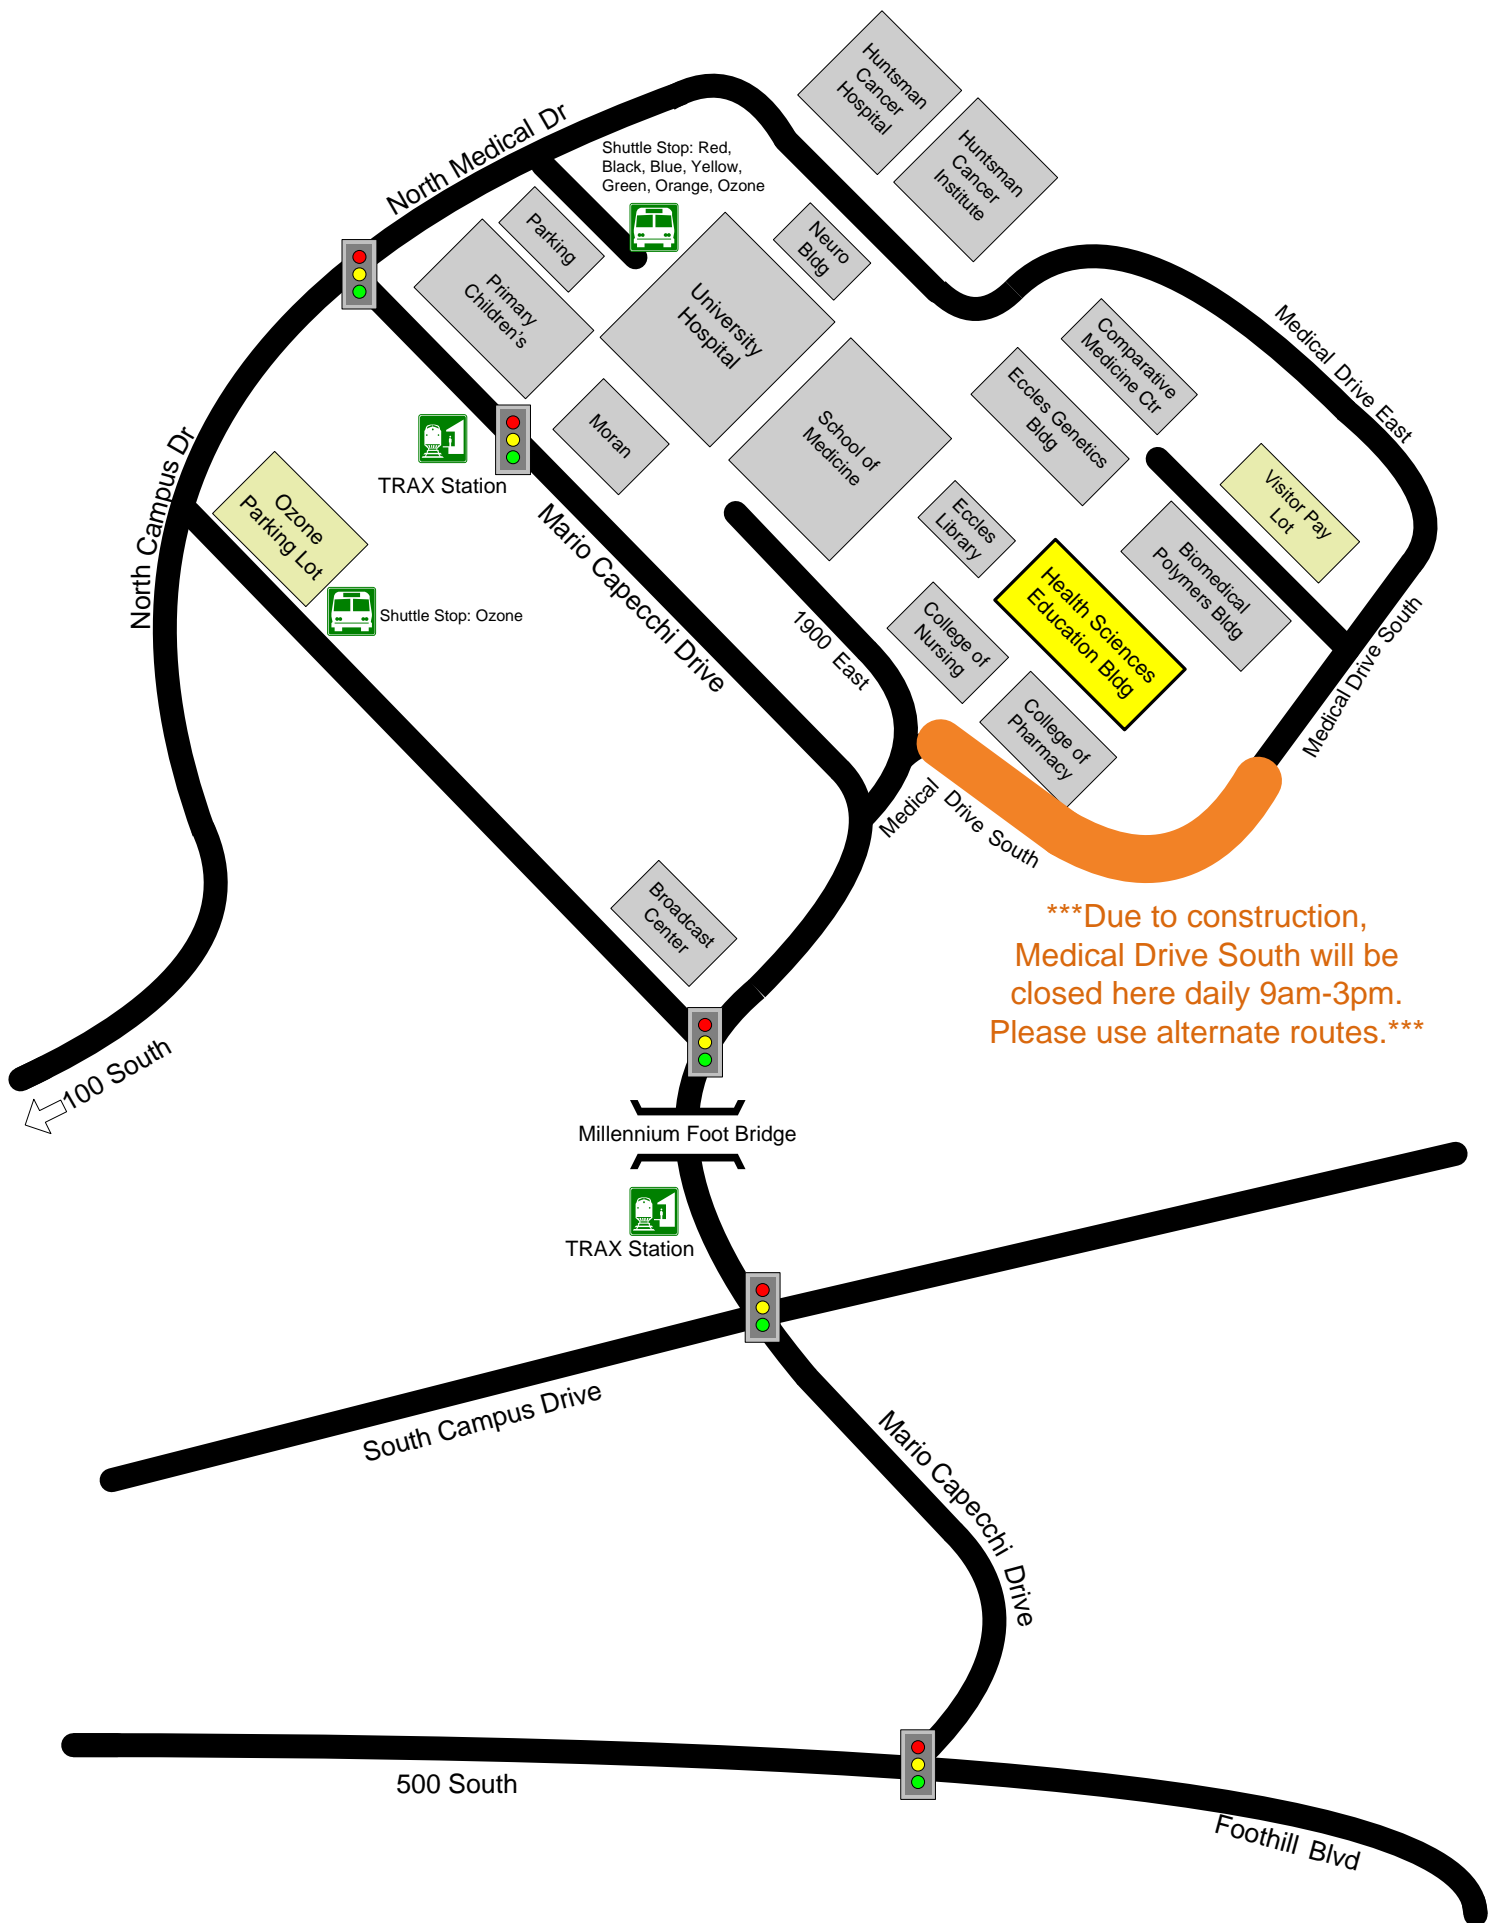 Huntsman
Cancer
Hospital
Huntsman
Cancer
Institute
North Medical Dr
Shuttle Stop: Red,
Black, Blue, Yellow,
Green, Orange, Ozone
Parking
Neuro
Bldg
Primary
Children's
University
Hospital
Medical Drive East
Comparative
Medicine Ctr
Eccles Genetics
Bldg
Moran
School of
Medicine
TRAX Station
North Campus Dr
Ozone
Parking Lot
Visitor Pay
Lot
Eccles
Library
Biomedical
Polymers Bldg
Mario Capecchi Drive
Health Sciences
Education Bldg
Shuttle Stop: Ozone
1900 East
College of
Nursing
Medical Drive South
College of
Pharmacy
Medical Drive South
Broadcast
Center
***Due to construction,
Medical Drive South will be
closed here daily 9am-3pm.
Please use alternate routes.***
100 South
Millennium Foot Bridge
TRAX Station
South Campus Drive
Mario Capecchi Drive
500 South
Foothill Blvd